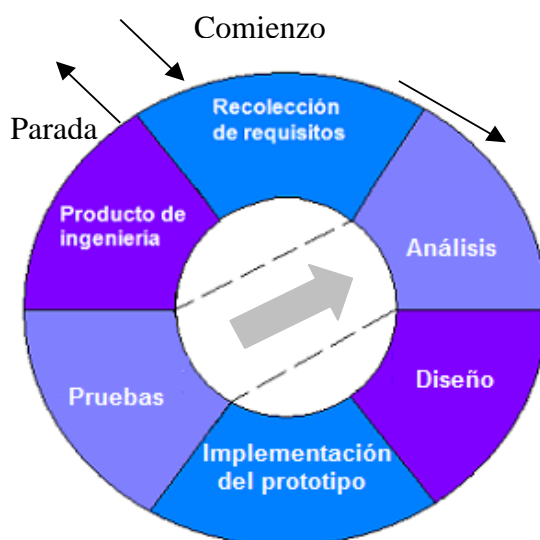 Comienzo
Parada
Recolección
de requisitos
Análisis
Diseño
Implementación
del prototipo
Pruebas
Producto de
ingeniería